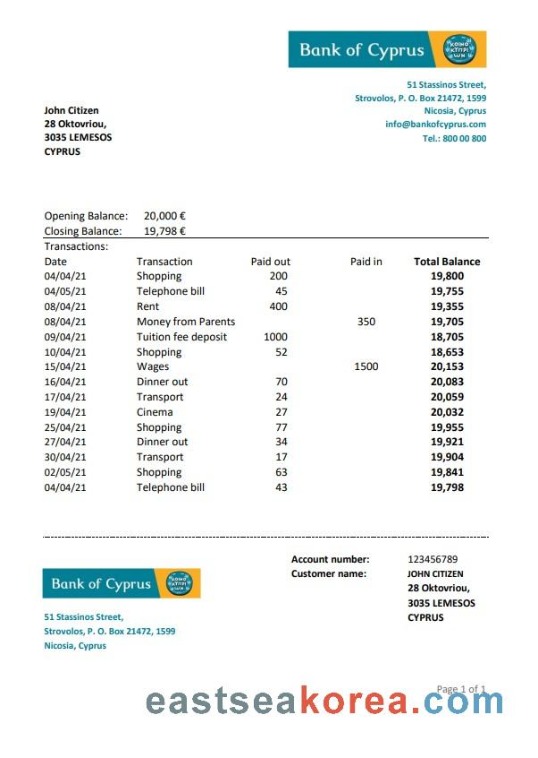 Bank of Cyprus
51 Stassinos Street,
Strovolos, P. O. Box 21472, 1599
Nicosia, Cyprus
info@bankofcyprus.com
Tel.: 800 00 800
John Citizen
28 Oktovriou,
3035 LEMESOS
CYPRUS
Opening Balance: 20,000 €
Closing Balance: 19,798 €
Transactions:
Date Transaction Paid out Paid in Total Balance
04/04/21 Shopping 200 19,800
04/05/21 Telephone bill 45 19,755
08/04/21 Rent 400 19,355
08/04/21 Money from Parents 350 19,705
09/04/21 Tuition fee deposit 1000 18,705
10/04/21 Shopping 52 18,653
15/04/21 Wages 1500 20,153
16/04/21 Dinner out 70 20,083
17/04/21 Transport 24 20,059
19/04/21 Cinema 27 20,032
25/04/21 Shopping 77 19,955
27/04/21 Dinner out 34 19,921
30/04/21 Transport 17 19,904
02/05/21 Shopping 63 19,841
04/04/21 Telephone bill 43 19,798
Account number: 123456789
Customer name: JOHN CITIZEN
28 Oktovriou,
3035 LEMESOS
CYPRUS
Bank of Cyprus
51 Stassinos Street,
Strovolos, P. O. Box 21472, 1599
Nicosia, Cyprus
Page 1 of 1
eastseakorea.com